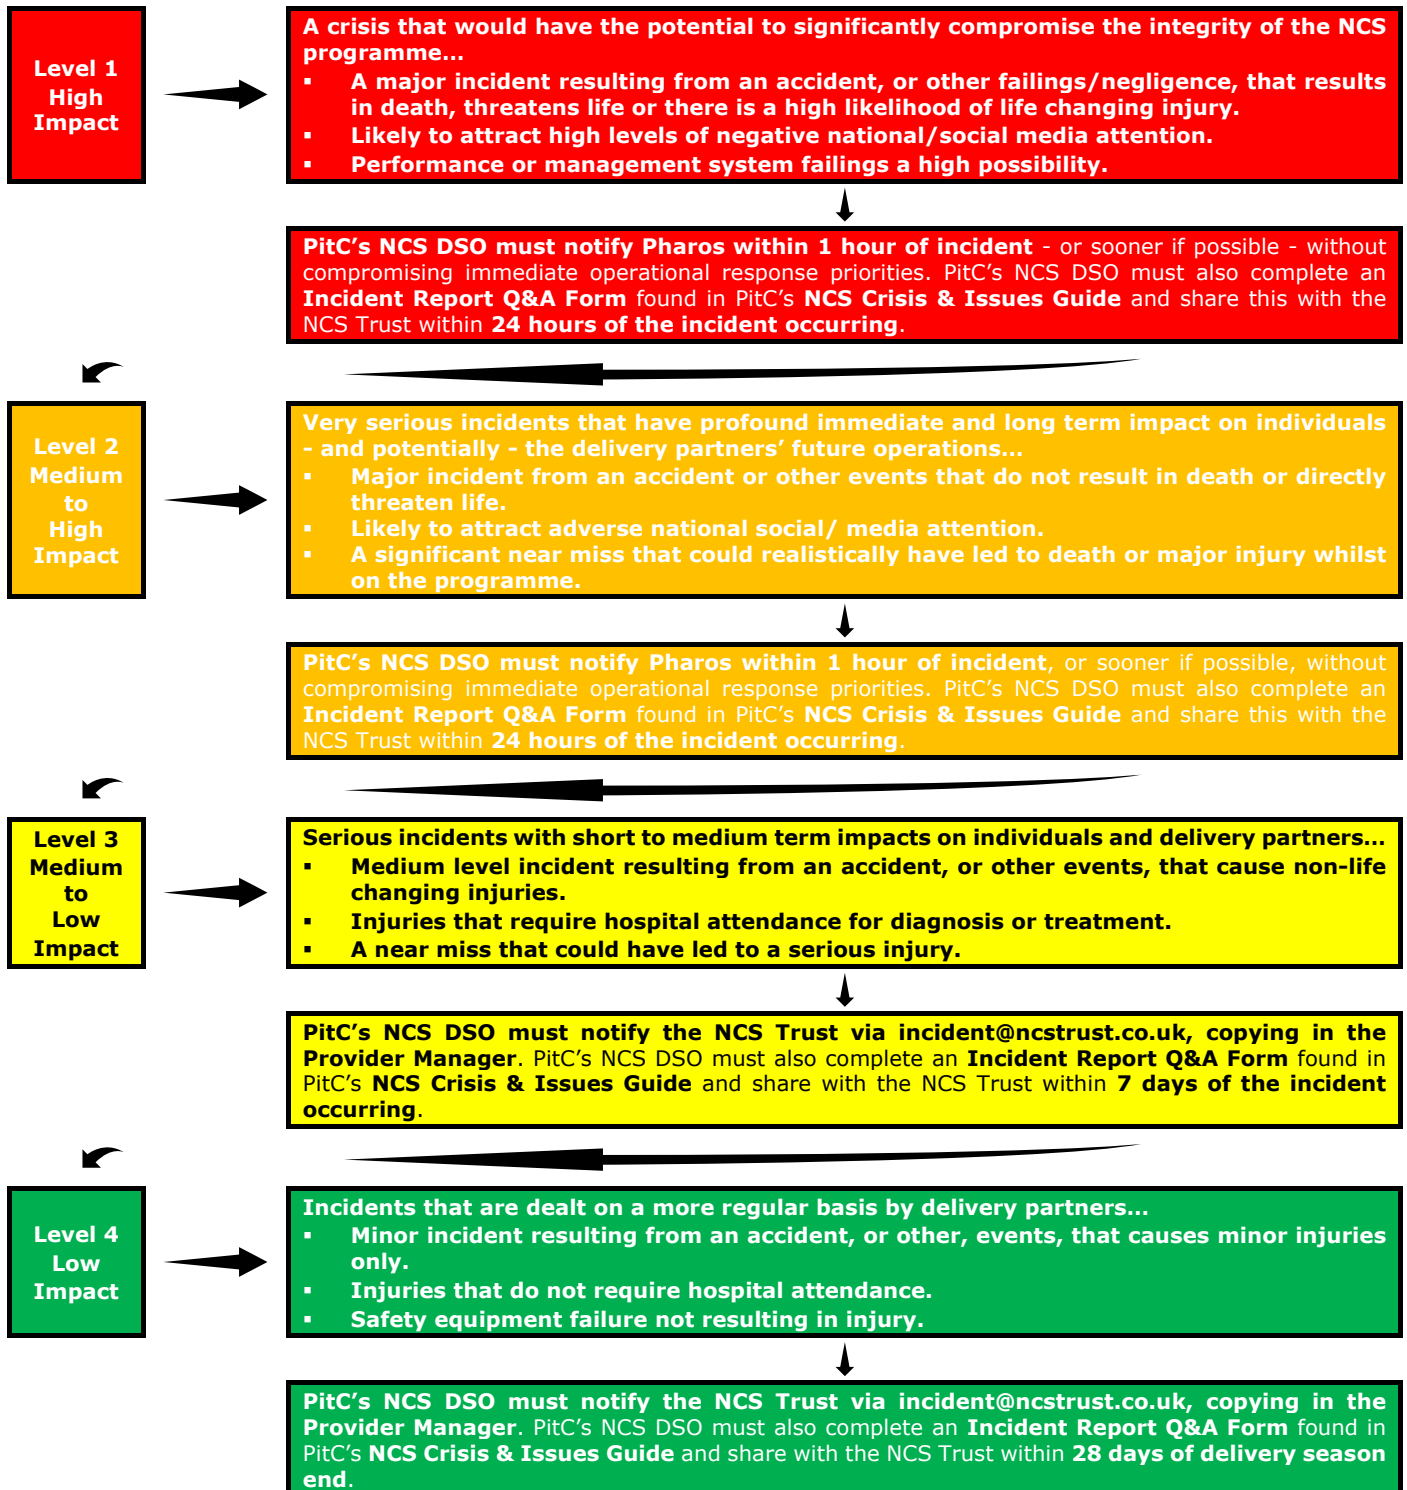 Level 1
High
Impact
A crisis that would have the potential to significantly compromise the integrity of the NCS
programme...
▪ A major incident resulting from an accident, or other failings/negligence, that results
in death, threatens life or there is a high likelihood of life changing injury.
▪ Likely to attract high levels of negative national/social media attention.
▪ Performance or management system failings a high possibility.
PitC's NCS DSO must notify Pharos within 1 hour of incident - or sooner if possible - without
compromising immediate operational response priorities. PitC's NCS DSO must also complete an
Incident Report Q&A Form found in PitC's NCS Crisis & Issues Guide and share this with the
NCS Trust within 24 hours of the incident occurring.
Level 2
Medium
to
High
Impact
Very serious incidents that have profound immediate and long term impact on individuals
- and potentially - the delivery partners' future operations...
▪ Major incident from an accident or other events that do not result in death or directly
threaten life.
▪ Likely to attract adverse national social/ media attention.
▪ A significant near miss that could realistically have led to death or major injury whilst
on the programme.
PitC's NCS DSO must notify Pharos within 1 hour of incident, or sooner if possible, without
compromising immediate operational response priorities. PitC's NCS DSO must also complete an
Incident Report Q&A Form found in PitC's NCS Crisis & Issues Guide and share this with the
NCS Trust within 24 hours of the incident occurring.
Level 3
Medium
to
Low
Impact
Serious incidents with short to medium term impacts on individuals and delivery partners...
▪ Medium level incident resulting from an accident, or other events, that cause non-life
changing injuries.
▪ Injuries that require hospital attendance for diagnosis or treatment.
▪ A near miss that could have led to a serious injury.
PitC's NCS DSO must notify the NCS Trust via incident@ncstrust.co.uk, copying in the
Provider Manager. PitC's NCS DSO must also complete an Incident Report Q&A Form found in
PitC's NCS Crisis & Issues Guide and share with the NCS Trust within 7 days of the incident
occurring.
Level 4
Low
Impact
Incidents that are dealt on a more regular basis by delivery partners...
▪ Minor incident resulting from an accident, or other, events, that causes minor injuries
only.
▪ Injuries that do not require hospital attendance.
▪ Safety equipment failure not resulting in injury.
PitC's NCS DSO must notify the NCS Trust via incident@ncstrust.co.uk, copying in the
Provider Manager. PitC's NCS DSO must also complete an Incident Report Q&A Form found in
PitC's NCS Crisis & Issues Guide and share with the NCS Trust within 28 days of delivery season
end.